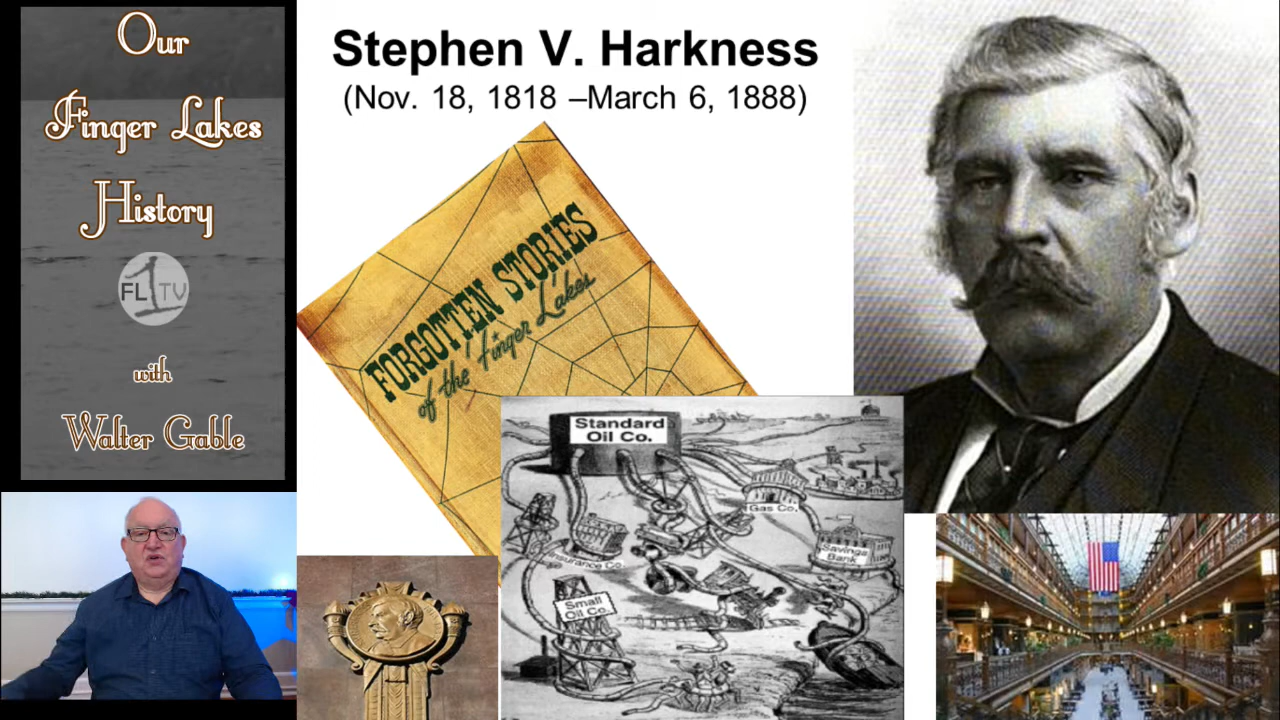 Our
Finger Lakes
History
FL1TV
with
Walter Gable
Stephen V. Harkness
(Nov. 18, 1818 –March 6, 1888)
FORGOTTEN STORIES
of the Finger Lakes
Standard
Oil Co.
Gas Co.
Insurance Co.
Savings
Bank
Small
Oil Co.